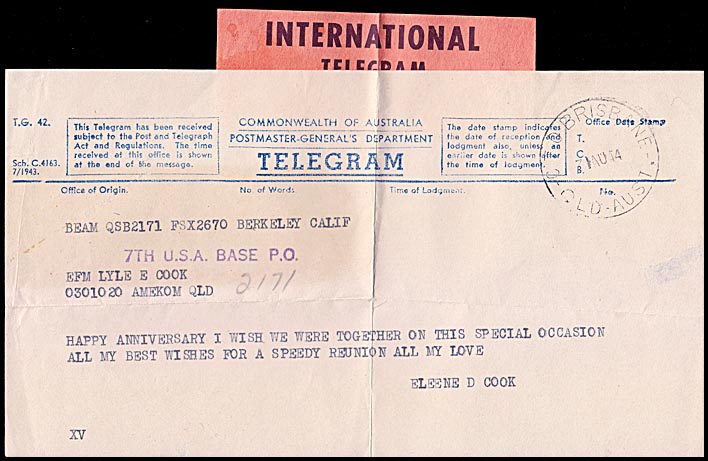 INTERNATIONAL
TELEGRAM
T.G. 42.
Sch. C.4163.
7/1943.
This Telegram has been received
subject to the Post and Telegraph
Act and Regulations. The time
received at this office is shown
at the end of the message.
COMMONWEALTH OF AUSTRALIA
POSTMASTER-GENERAL'S DEPARTMENT
TELEGRAM
The date stamp indicates
the date of reception and
lodgment also, unless an
earlier date is shown after
the time of lodgment.
Office Date Stamp
T.
C.
B.
BRISBANE
QLD-AUST
Office of Origin.
No. of Words.
Time of Lodgment.
No.
BEAM QSB2171 FSX2670 BERKELEY CALIF
7TH U.S.A. BASE P.O.
EFM LYLE E COOK
0301020 AMEKOM QLD
2171
HAPPY ANNIVERSARY I WISH WE WERE TOGETHER ON THIS SPECIAL OCCASION
ALL MY BEST WISHES FOR A SPEEDY REUNION ALL MY LOVE
ELEENE D COOK
XV